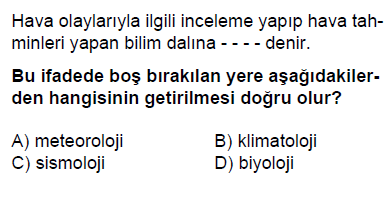 Hava olaylarıyla ilgili inceleme yapıp hava tah-
minleri yapan bilim dalına - - - - denir.
Bu ifadede boş bırakılan yere aşağıdakiler-
den hangisinin getirilmesi doğru olur?
A) meteoroloji B) klimatoloji
C) sismoloji D) biyoloji